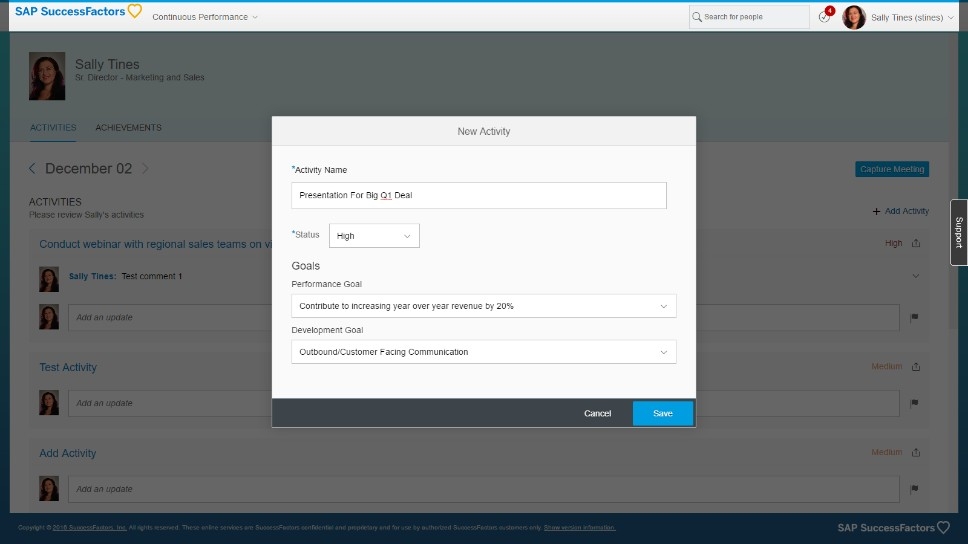 SAP SuccessFactors
Continuous Performance
Search for people
4
Sally Tines (stines)
Sally Tines
Sr. Director - Marketing and Sales
ACTIVITIES ACHIEVEMENTS
December 02
Capture Meeting
ACTIVITIES
Please review Sally's activities
+ Add Activity
Conduct webinar with regional sales teams on vi
High
Sally Tines: Test comment 1
Add an update
Test Activity
Medium
Add an update
Add Activity
Medium
Add an update
New Activity
*Activity Name
Presentation For Big Q1 Deal
*Status High
Goals
Performance Goal
Contribute to increasing year over year revenue by 20%
Development Goal
Outbound/Customer Facing Communication
Cancel Save
Support
Copyright © 2015 SuccessFactors, Inc. All rights reserved. These online services are SuccessFactors confidential and proprietary and for use by authorized SuccessFactors customers only. Show version information.
SAP SuccessFactors